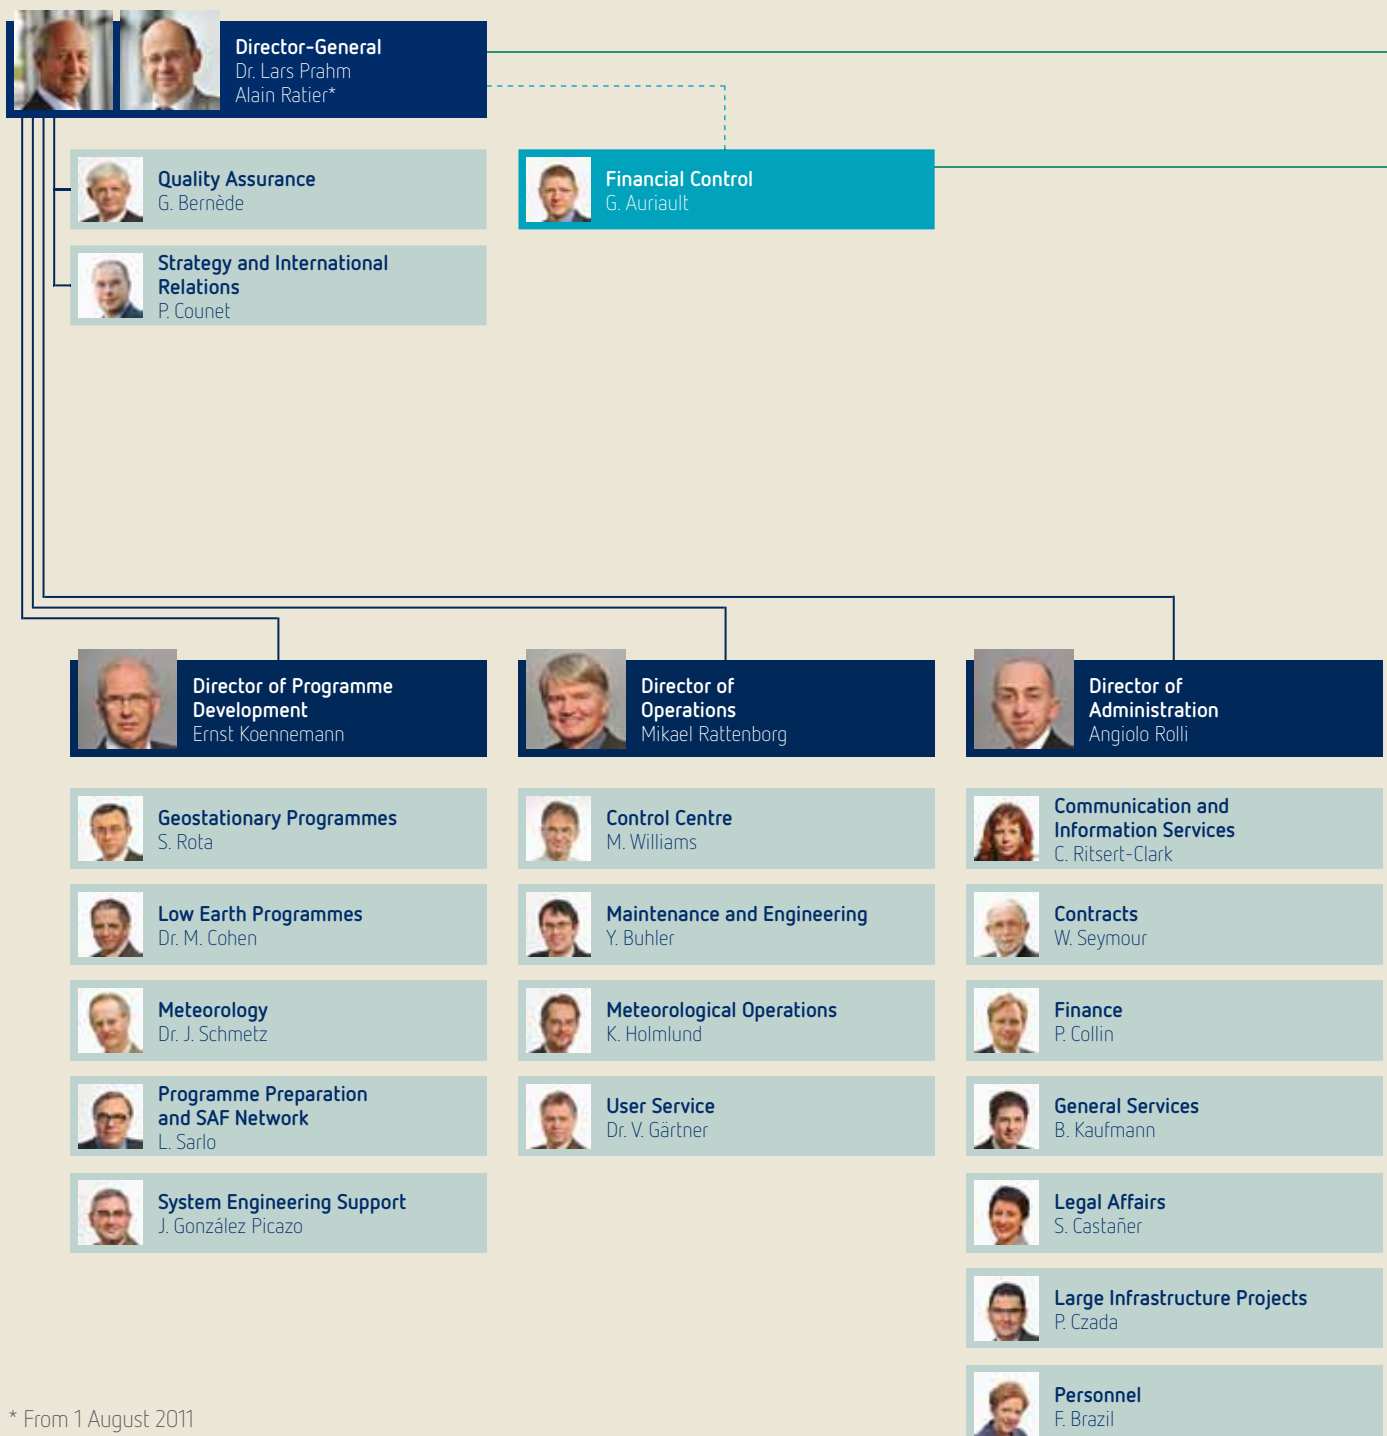 Director-General
Dr. Lars Prahm
Alain Ratier*
Quality Assurance
G. Bernède
Financial Control
G. Auriault
Strategy and International
Relations
P. Counet
Director of Programme
Development
Ernst Koennemann
Geostationary Programmes
S. Rota
Low Earth Programmes
Dr. M. Cohen
Meteorology
Dr. J. Schmetz
Programme Preparation
and SAF Network
L. Sarlo
System Engineering Support
J. González Picazo
Director of
Operations
Mikael Rattenborg
Control Centre
M. Williams
Maintenance and Engineering
Y. Buhler
Meteorological Operations
K. Holmlund
User Service
Dr. V. Gärtner
Director of
Administration
Angiolo Rolli
Communication and
Information Services
C. Ritsert-Clark
Contracts
W. Seymour
Finance
P. Collin
General Services
B. Kaufmann
Legal Affairs
S. Castañer
Large Infrastructure Projects
P. Czada
Personnel
F. Brazil
* From 1 August 2011